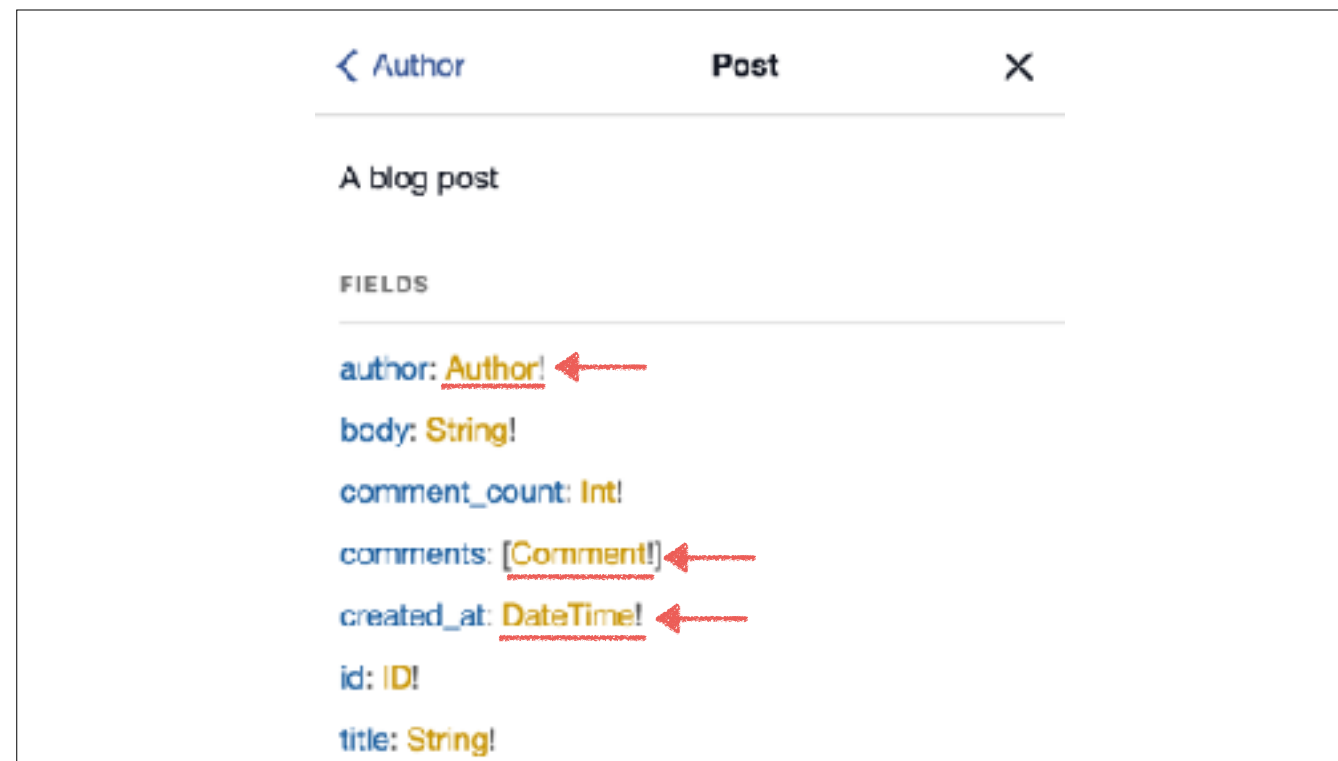 Author Post
A blog post
FIELDS
author: Author!
body: String!
comment_count: Int!
comments: [Comment!]
created_at: DateTime!
id: ID!
title: String!